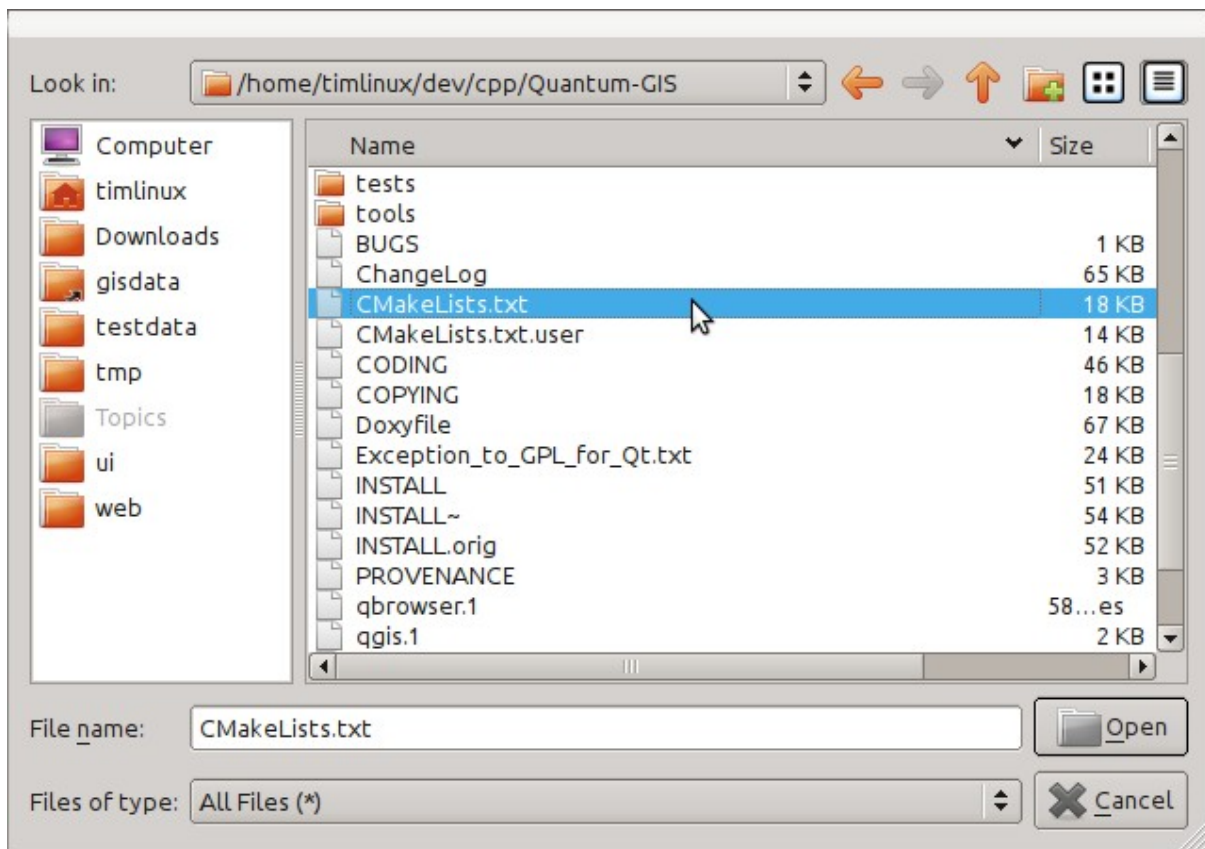 Look in: /home/timlinux/dev/cpp/Quantum-GIS
Computer
timlinux
Downloads
gisdata
testdata
tmp
Topics
ui
web
Name Size
tests
tools
BUGS 1 KB
ChangeLog 65 KB
CMakeLists.txt 18 KB
CMakeLists.txt.user 14 KB
CODING 46 KB
COPYING 18 KB
Doxyfile 67 KB
Exception_to_GPL_for_Qt.txt 24 KB
INSTALL 51 KB
INSTALL~ 54 KB
INSTALL.orig 52 KB
PROVENANCE 3 KB
qbrowser.1 58...es
qgis.1 2 KB
File name: CMakeLists.txt Open
Files of type: All Files (*) Cancel